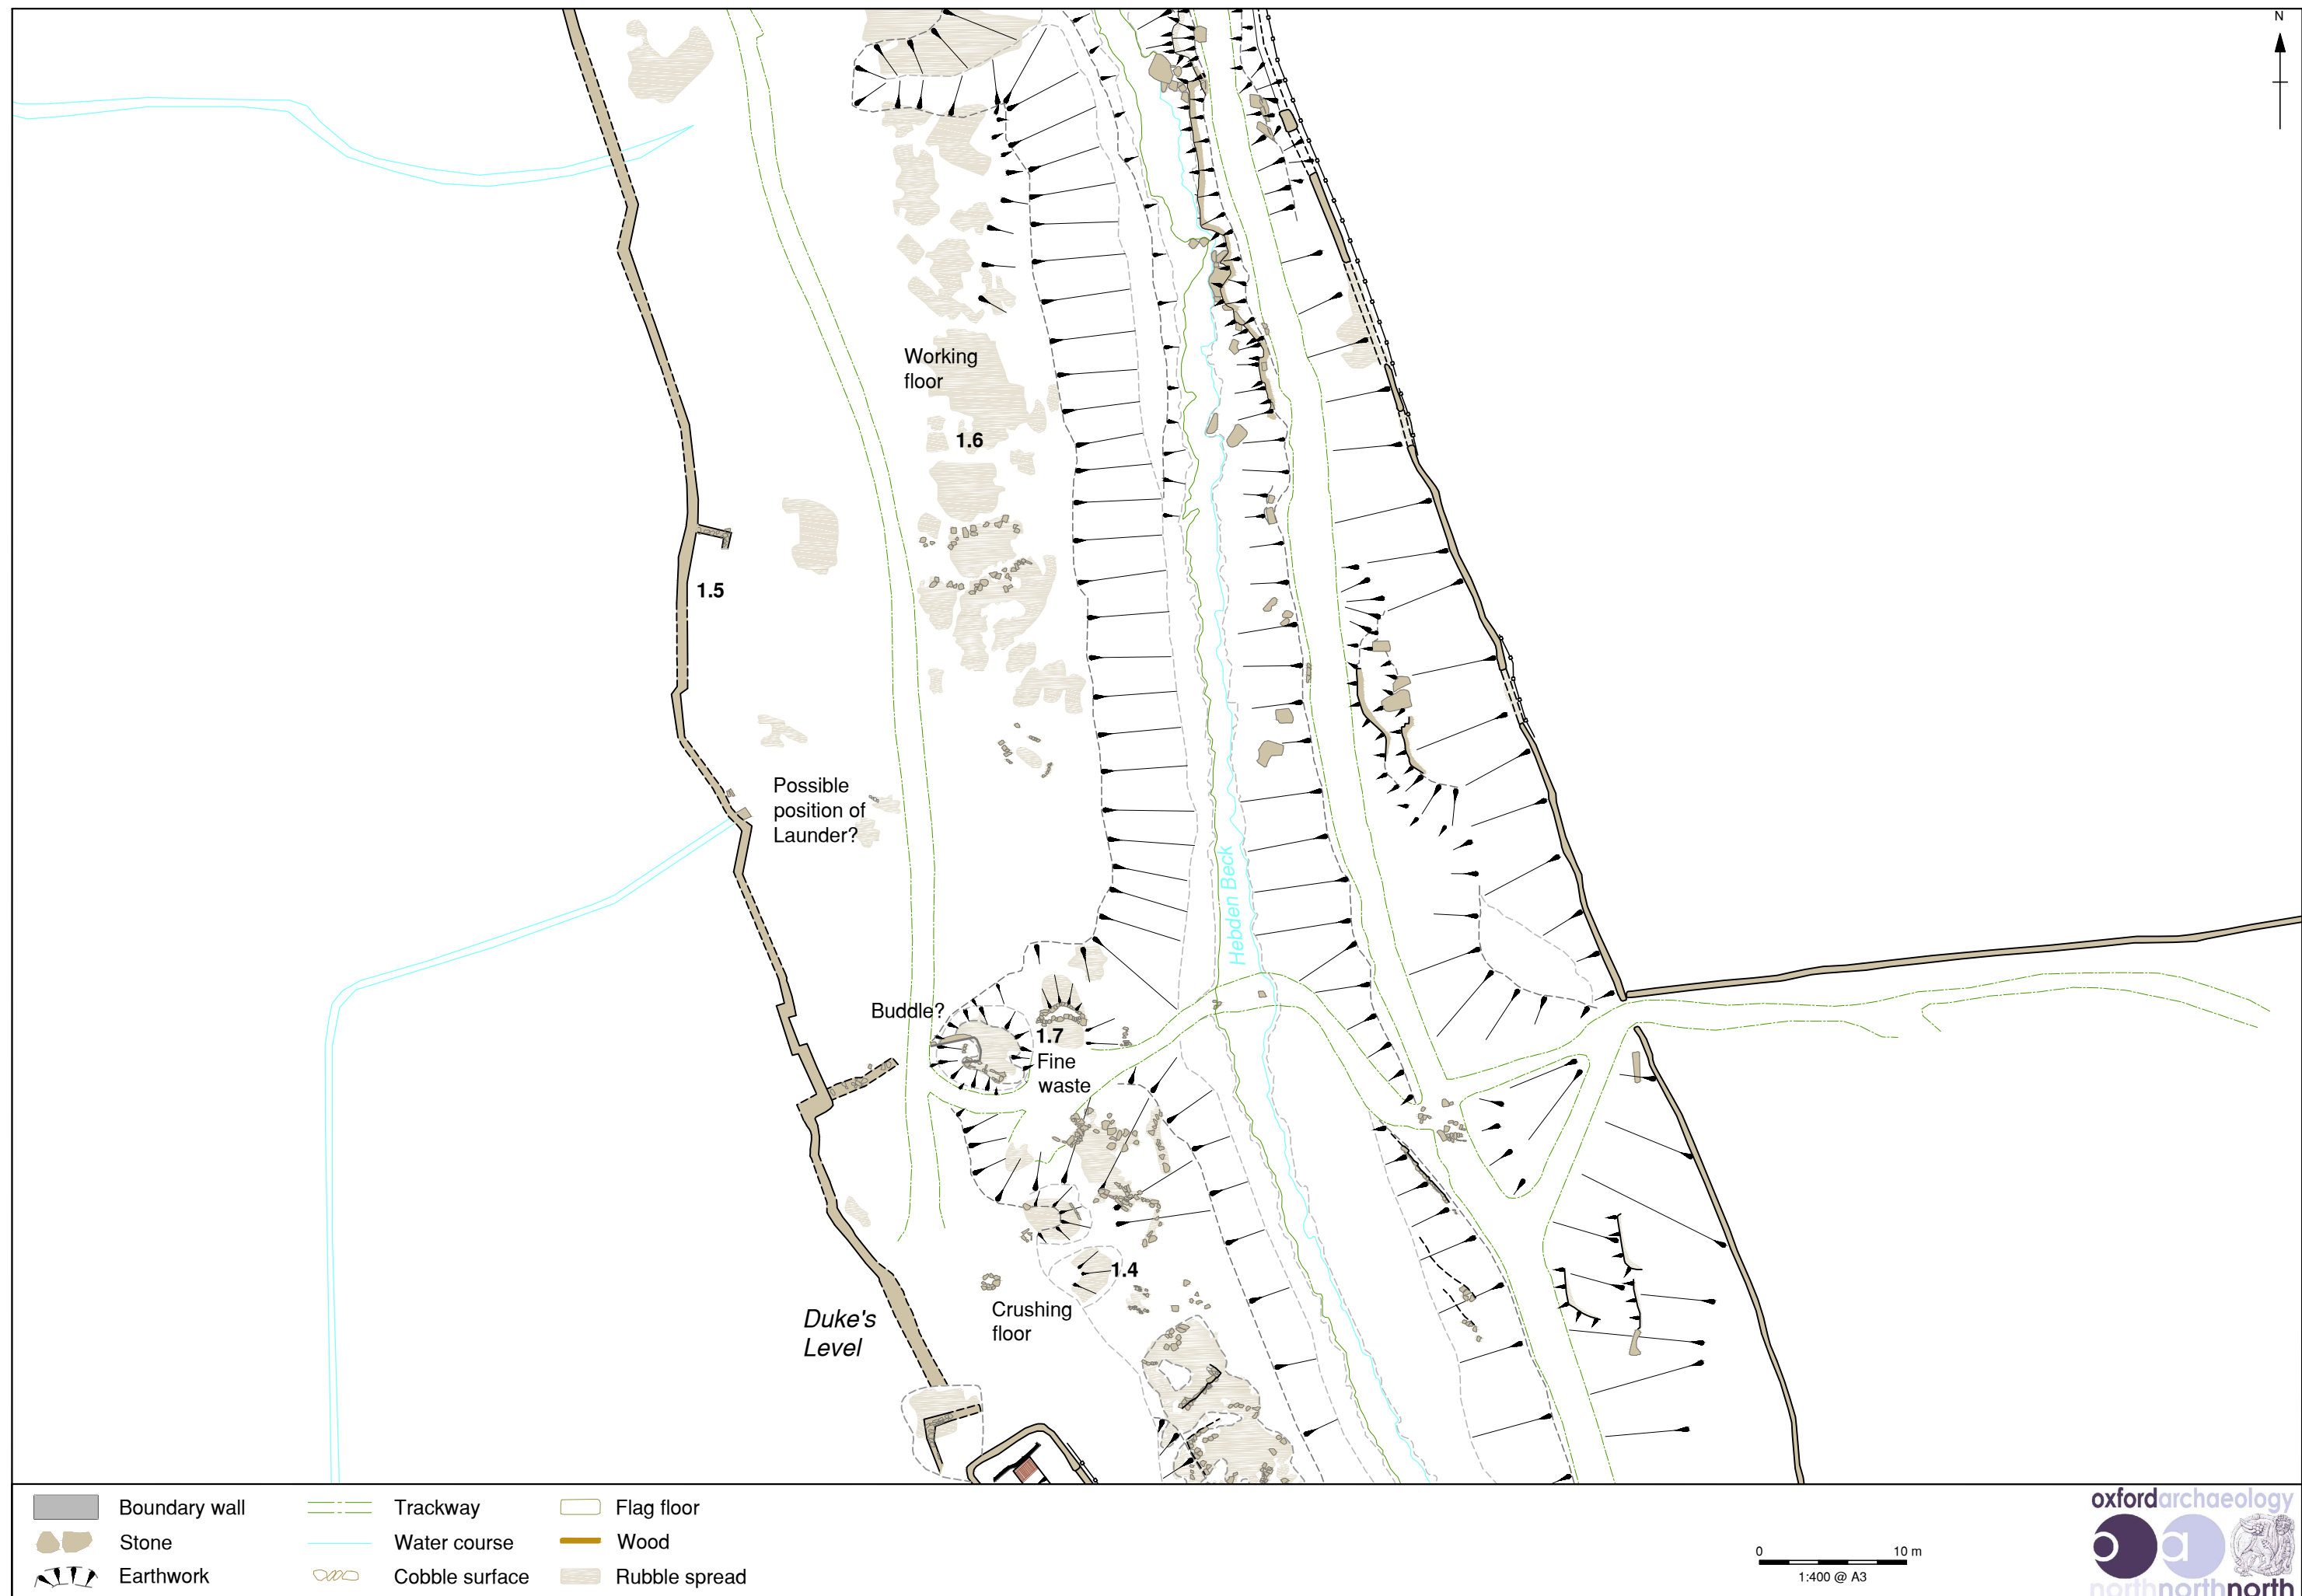 N
Working
floor
1.6
1.5
Possible
position of
Launder?
Hebden Beck
Buddle?
1.7
Fine
waste
1.4
Crushing
floor
Duke's
Level
Boundary wall
Stone
Earthwork
Trackway
Water course
Cobble surface
Flag floor
Wood
Rubble spread
0 10 m
1:400 @ A3
oxfordarchaeology
oa
northnorthnorth